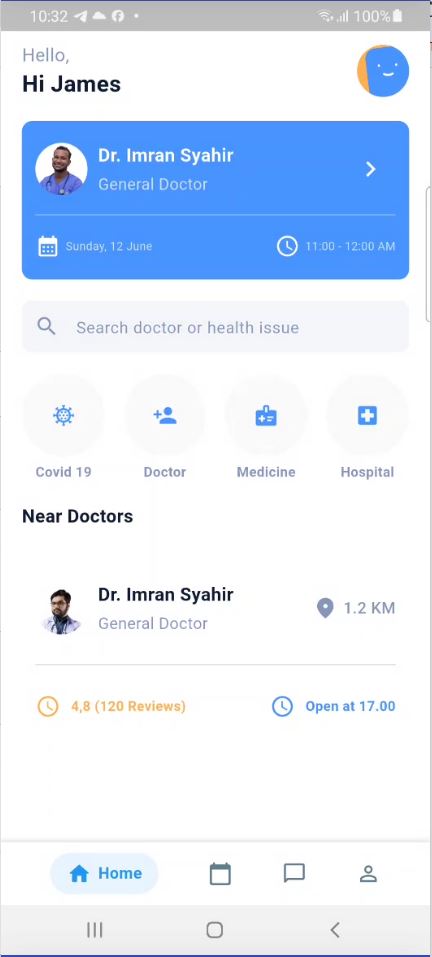 10:32 100%
Hello,
Hi James
Dr. Imran Syahir
General Doctor
Sunday, 12 June 11:00 - 12:00 AM
Search doctor or health issue
Covid 19 Doctor Medicine Hospital
Near Doctors
Dr. Imran Syahir
General Doctor
1.2 KM
4,8 (120 Reviews) Open at 17.00
Home